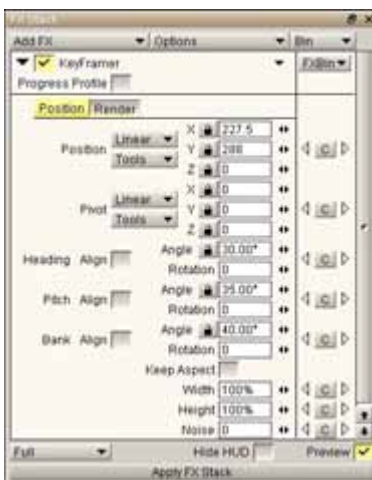 FX Stack
Add FX Options Bin
KeyFramer FXBin
Progress Profile
Position Render
X 227.5
Position Linear Y 288
Tools Z 0
X 0
Pivot Linear Y 0
Tools Z 0
Heading Align Angle 30.00°
Rotation 0
Pitch Align Angle 35.00°
Rotation 0
Bank Align Angle 40.00°
Rotation 0
Keep Aspect
Width 100% C
Height 100% C
Noise 0 C
Full Hide HUD Preview
Apply FX Stack